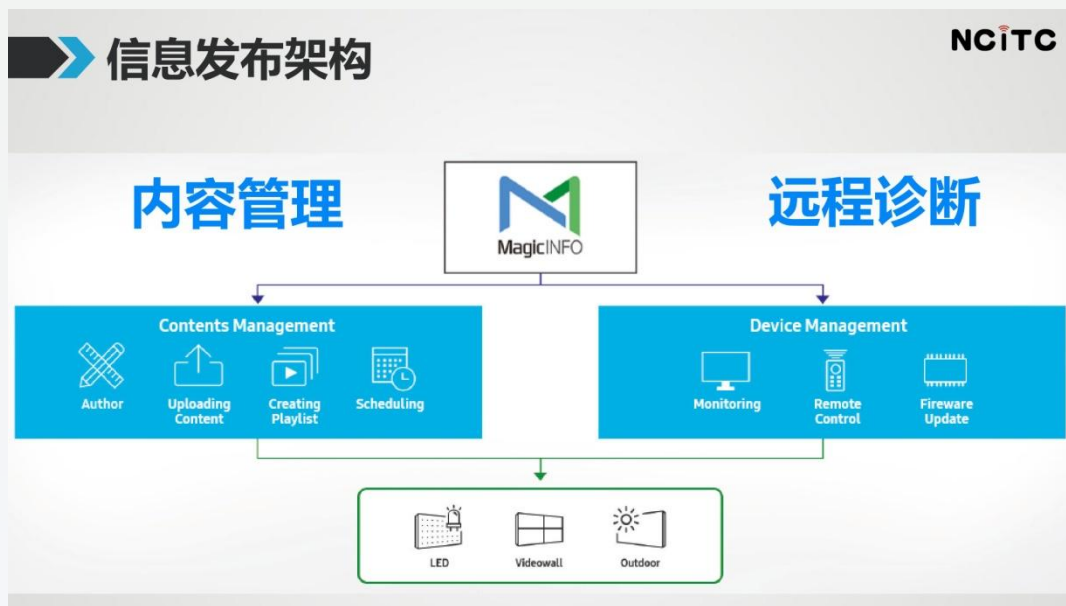 信息发布架构
NCiTC
内容管理
MagicINFO
远程诊断
Contents Management
Author
Uploading
Content
Creating
Playlist
Scheduling
Device Management
Monitoring
Remote
Control
Fireware
Update
LED
Videowall
Outdoor